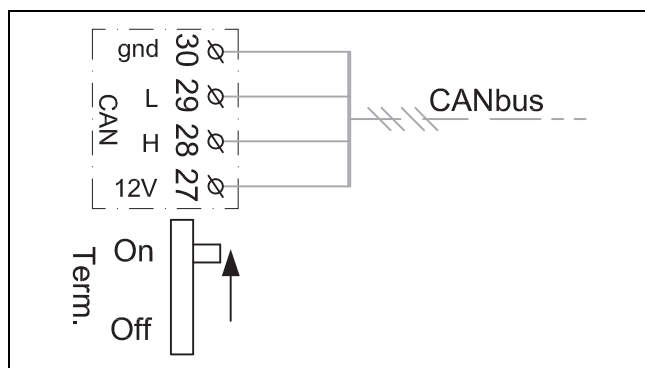 gnd 30
L 29
CANbus
CAN
H 28
12V 27
Term.
On
Off